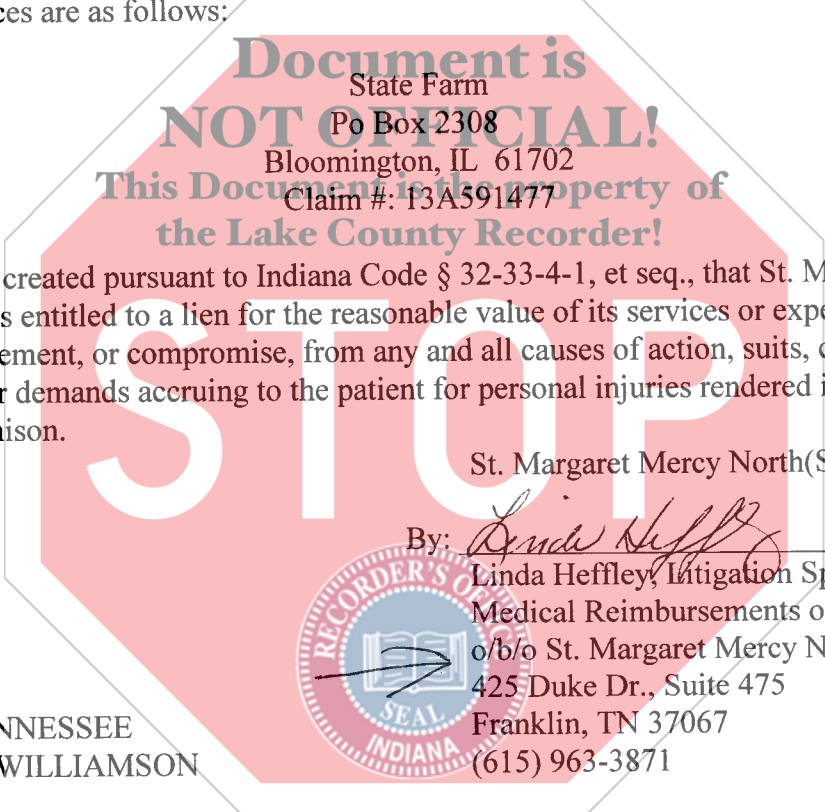 ces are as follows:
Document is
State Farm
NOT OFFICIAL!
Po Box 2308
Bloomington, IL 61702
This Document is the property of
Claim #: 13A591477
the Lake County Recorder!
created pursuant to Indiana Code § 32-33-4-1, et seq., that St. M
s entitled to a lien for the reasonable value of its services or expe
ement, or compromise, from any and all causes of action, suits, c
r demands accruing to the patient for personal injuries rendered i
nison.
STOP
St. Margaret Mercy North(S
By: Linda Heffley
Linda Heffley, Litigation Sp
Medical Reimbursements o
o/b/o St. Margaret Mercy N
425 Duke Dr., Suite 475
Franklin, TN 37067
(615) 963-3871
RECORDER'S OFFICE
SEAL
INDIANA
NNESSEE
WILLIAMSON